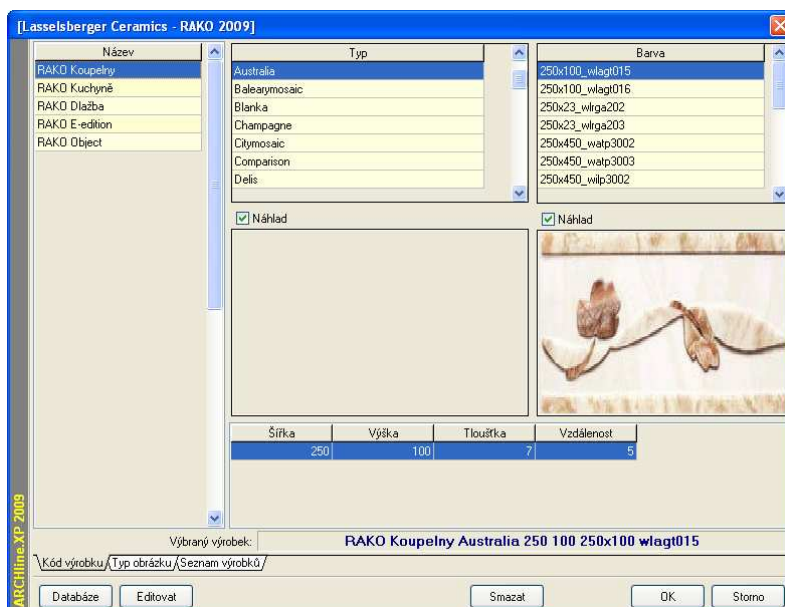 [Lasselsberger Ceramics - RAKO 2009]
Název
RAKO Koupelny
RAKO Kuchyně
RAKO Dlažba
RAKO E-edition
RAKO Object
Typ
Australia
Balearymosaic
Blanka
Champagne
Citymosaic
Comparison
Delis
Barva
250x100_wlagt015
250x100_wlagt016
250x23_wlrga202
250x23_wlrga203
250x450_watp3002
250x450_watp3003
250x450_wilp3002
Náhlad
Náhlad
Šířka Výška Tloušťka Vzdálenost
250 100 7 5
Výbraný výrobek: RAKO Koupelny Australia 250 100 250x100 wlagt015
Kód výrobku Typ obrázku Seznam výrobků
Databáze Editovat Smazat OK Storno
ARCHline.XP 2009